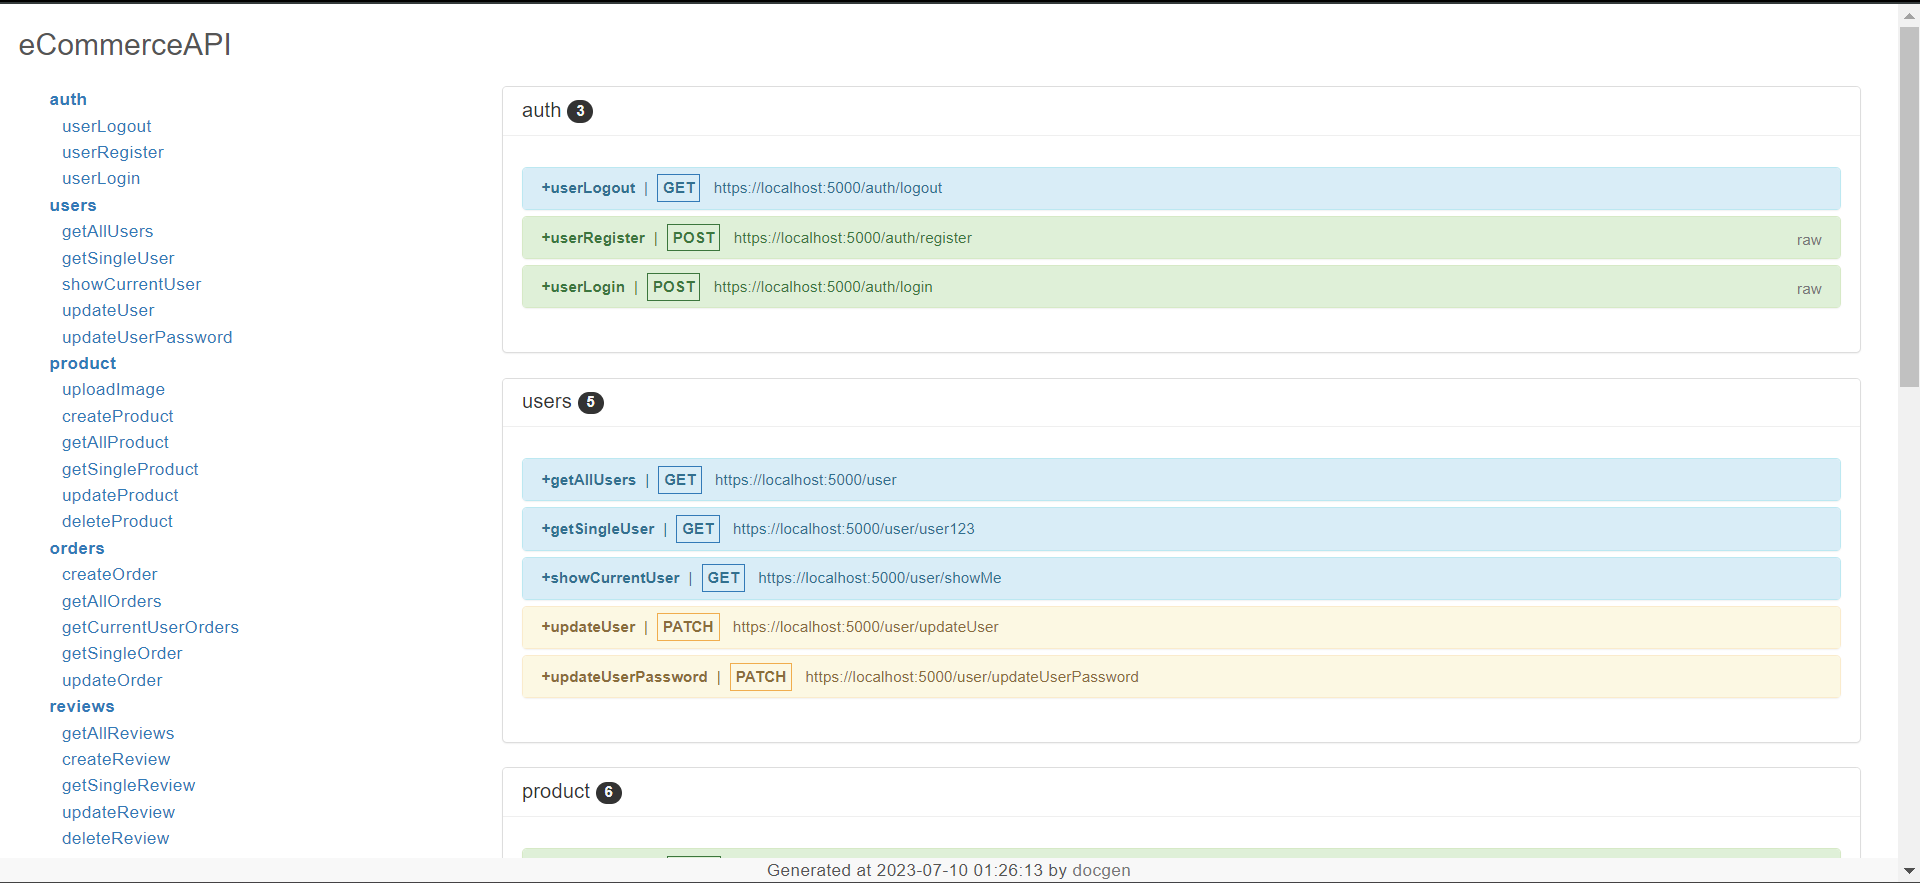 eCommerceAPI
auth
userLogout
userRegister
userLogin
users
getAllUsers
getSingleUser
showCurrentUser
updateUser
updateUserPassword
product
uploadImage
createProduct
getAllProduct
getSingleProduct
updateProduct
deleteProduct
orders
createOrder
getAllOrders
getCurrentUserOrders
getSingleOrder
updateOrder
reviews
getAllReviews
createReview
getSingleReview
updateReview
deleteReview
auth 3
+userLogout | GET https://localhost:5000/auth/logout
+userRegister | POST https://localhost:5000/auth/register raw
+userLogin | POST https://localhost:5000/auth/login raw
users 5
+getAllUsers | GET https://localhost:5000/user
+getSingleUser | GET https://localhost:5000/user/user123
+showCurrentUser | GET https://localhost:5000/user/showMe
+updateUser | PATCH https://localhost:5000/user/updateUser
+updateUserPassword | PATCH https://localhost:5000/user/updateUserPassword
product 6
Generated at 2023-07-10 01:26:13 by docgen